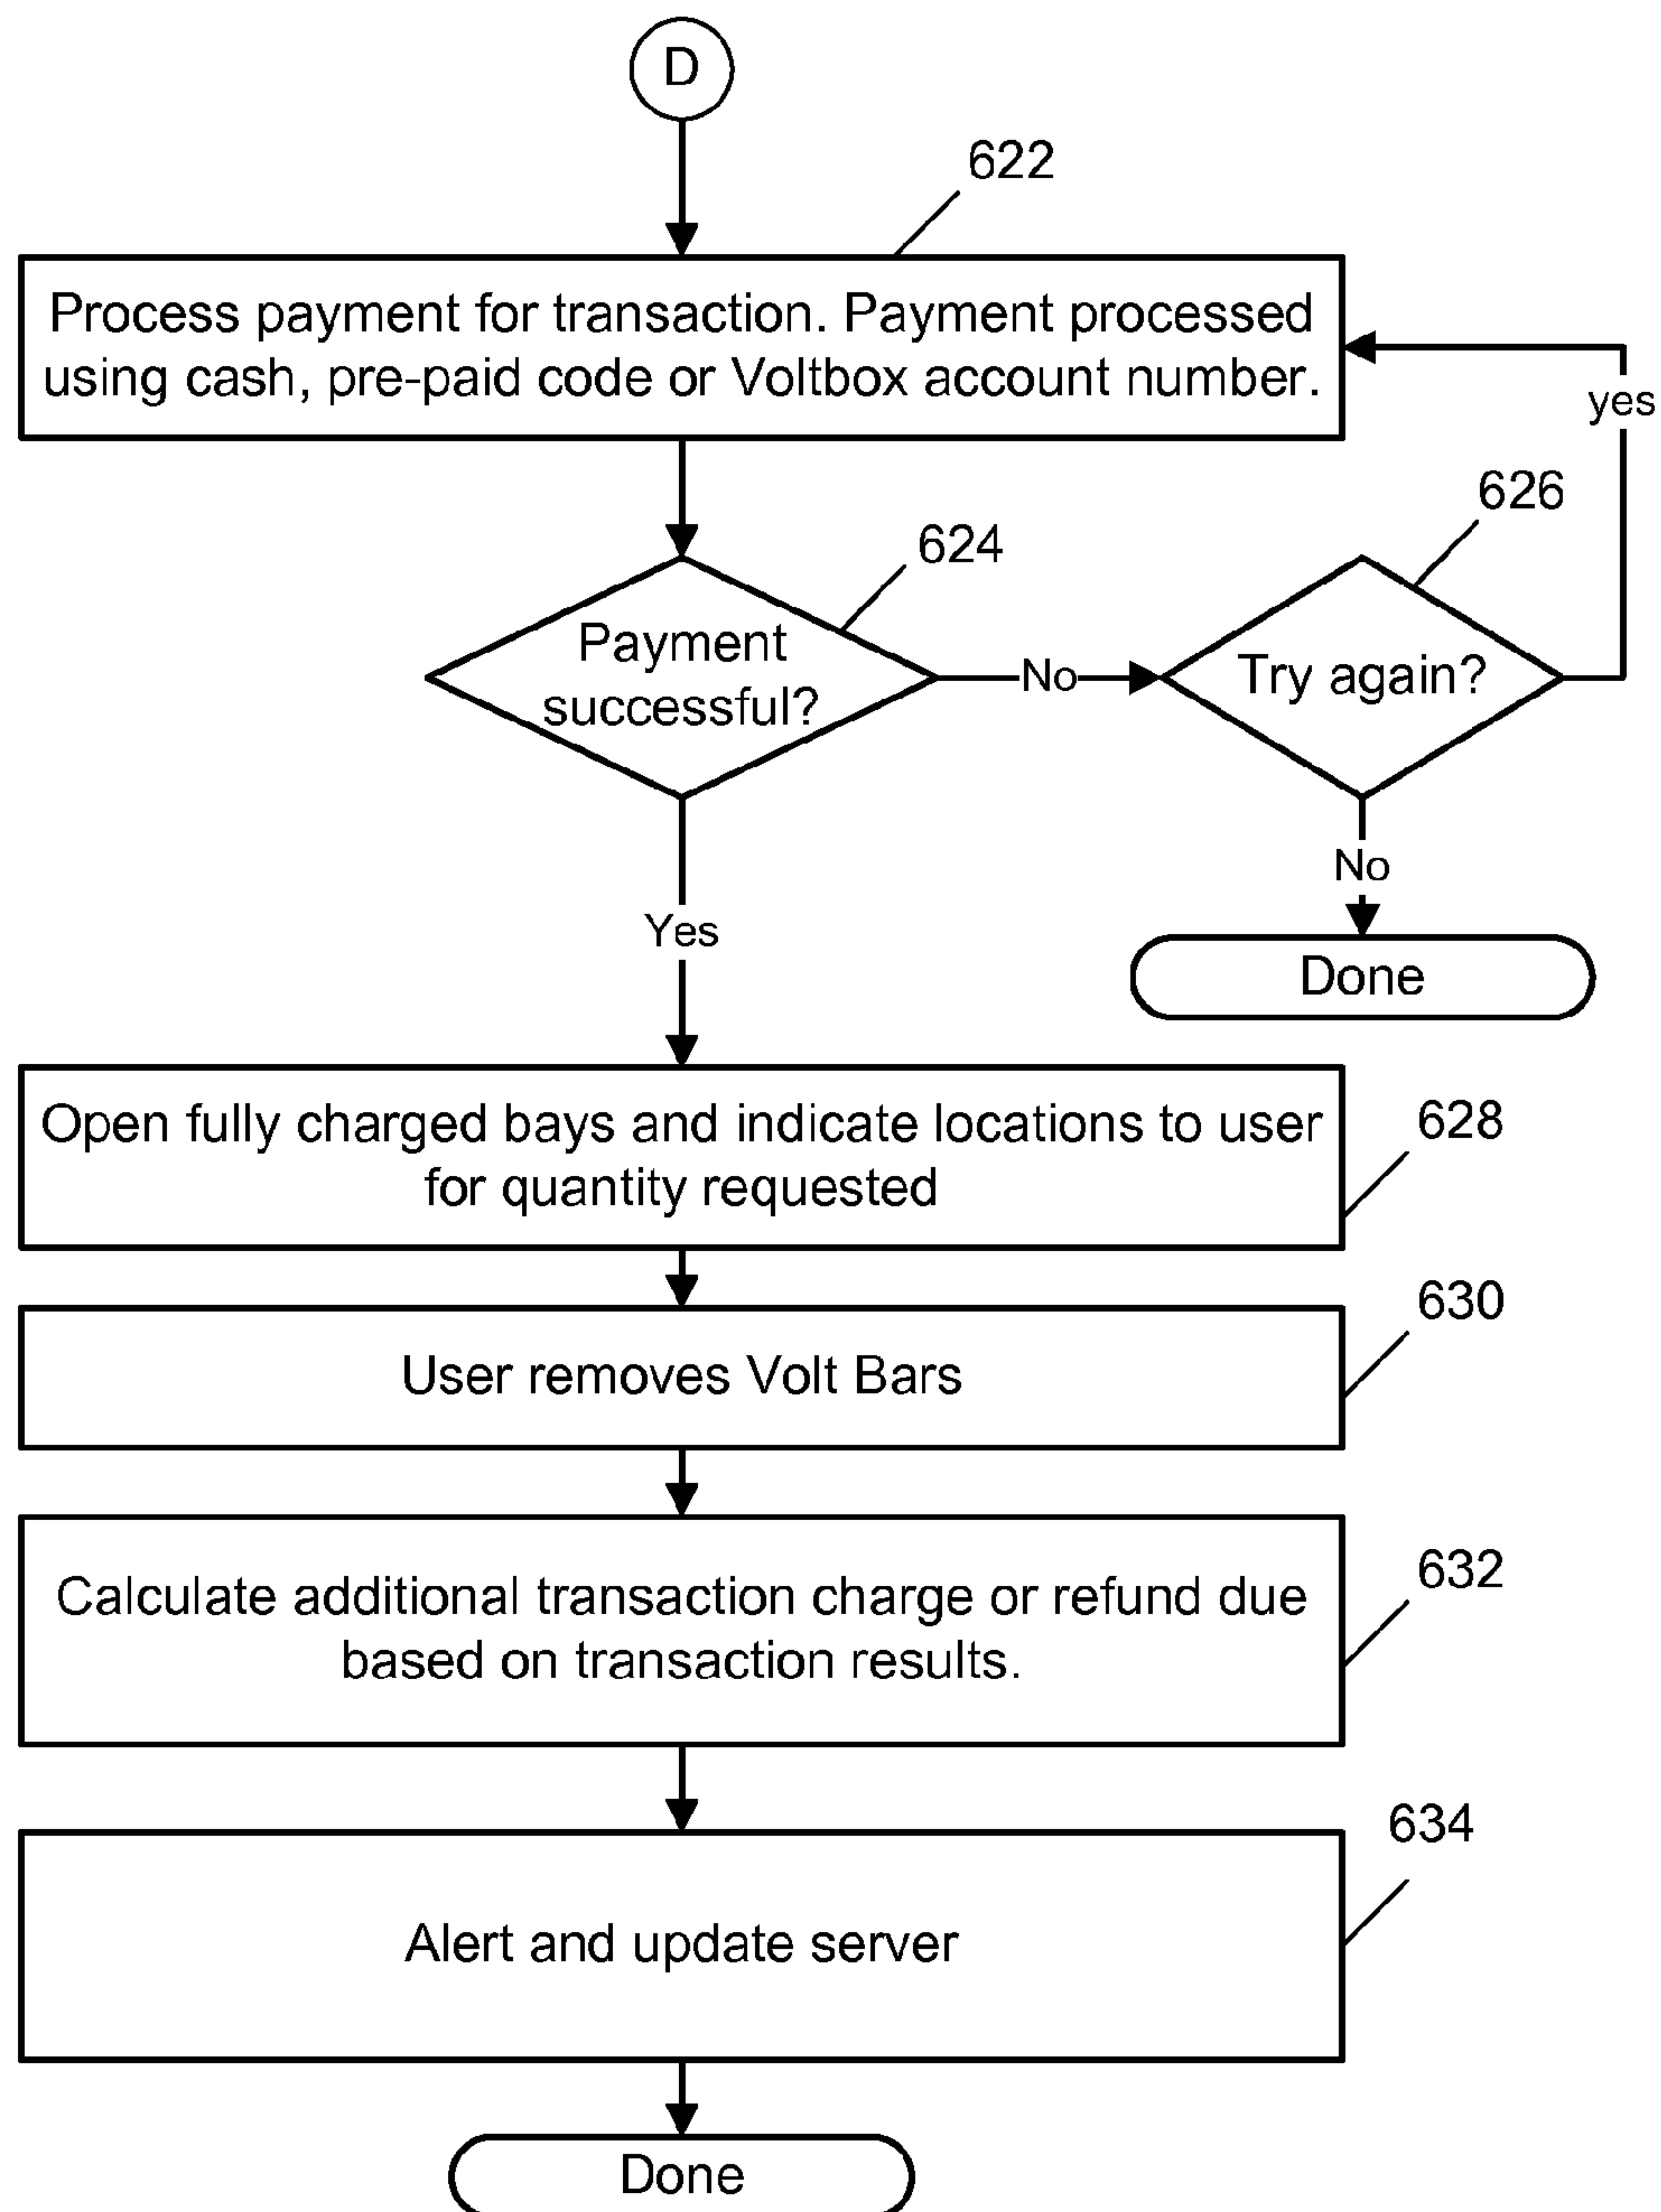 D
622
Process payment for transaction. Payment processed
using cash, pre-paid code or Voltbox account number.
yes
626
624
Payment
successful?
No
Try again?
No
Yes
Done
Open fully charged bays and indicate locations to user
for quantity requested
628
630
User removes Volt Bars
632
Calculate additional transaction charge or refund due
based on transaction results.
634
Alert and update server
Done